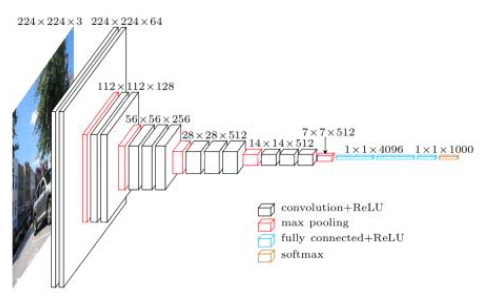 224×224×3
224×224×64
112×112×128
56×56×256
28×28×512
14×14×512
7×7×512
1×1×4096
1×1×1000
convolution+ReLU
max pooling
fully connected+ReLU
softmax